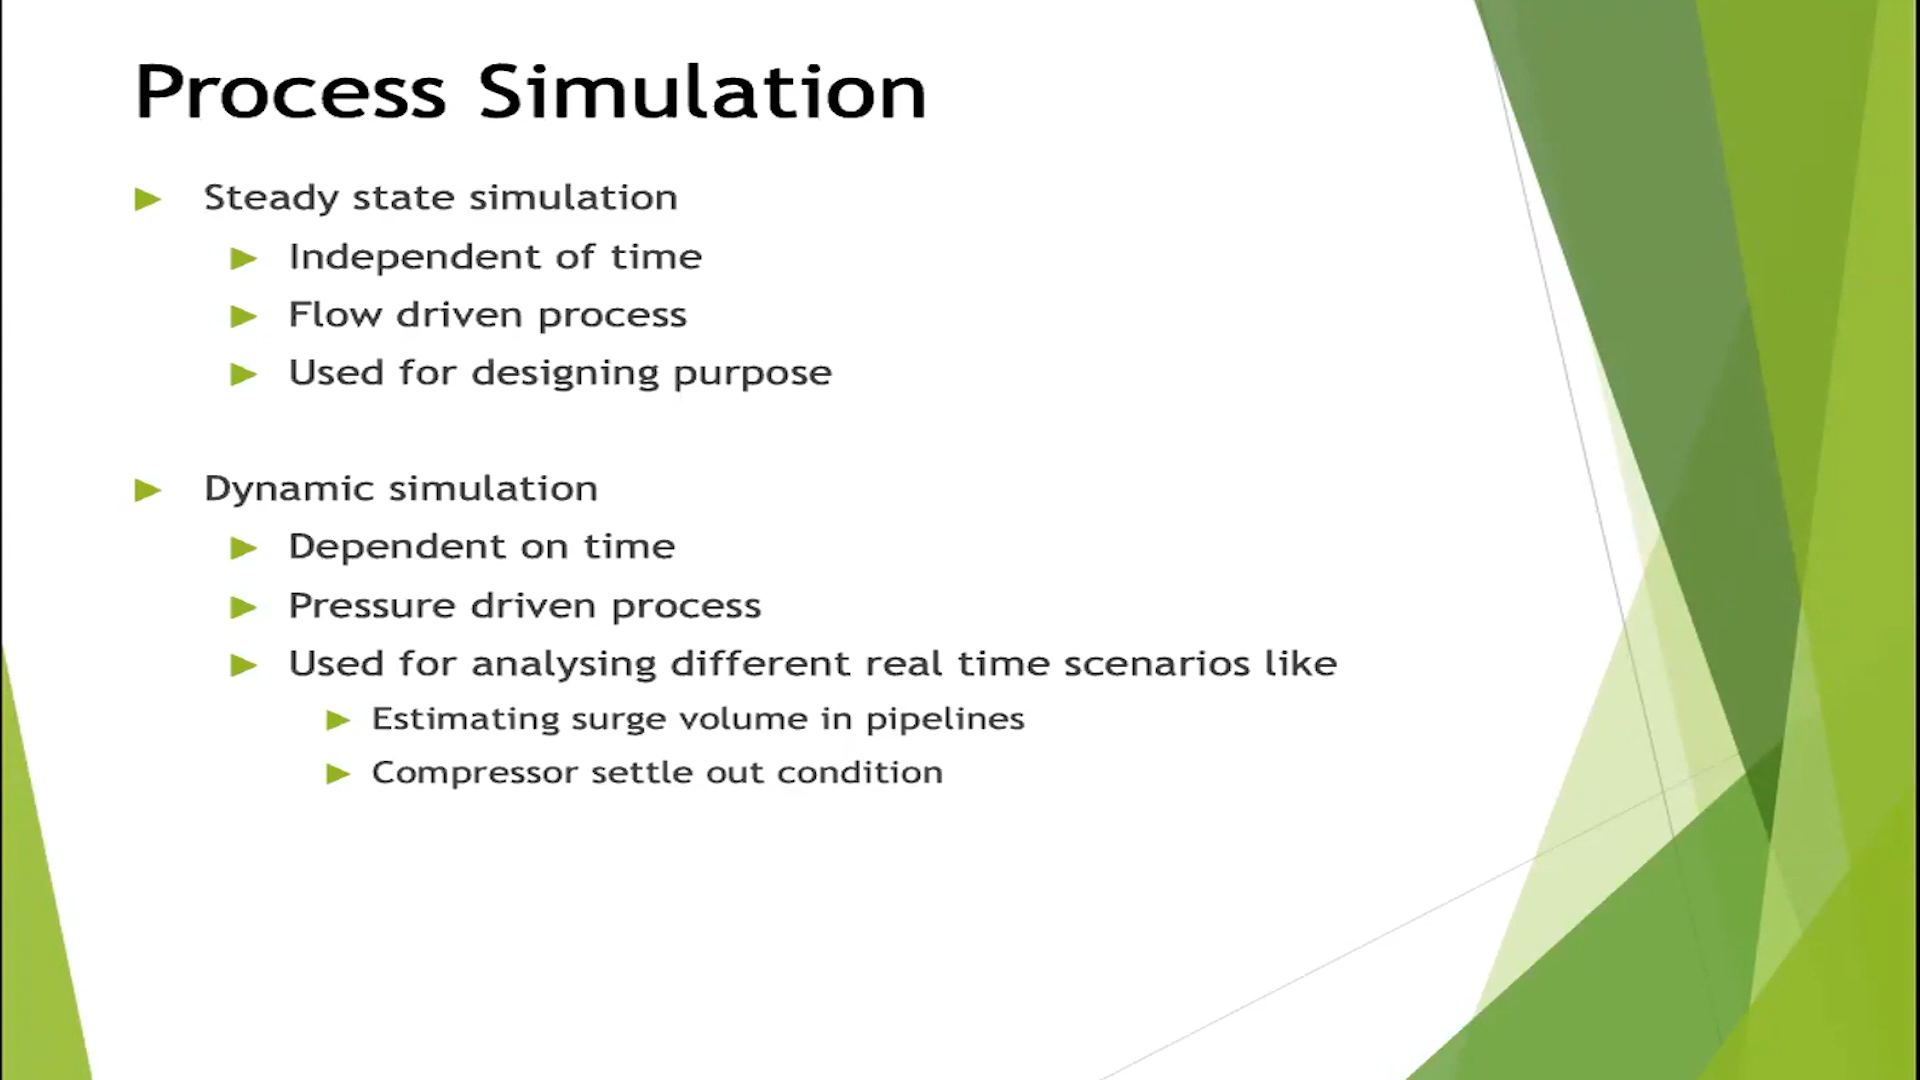 Process Simulation
Steady state simulation
Independent of time
Flow driven process
Used for designing purpose
Dynamic simulation
Dependent on time
Pressure driven process
Used for analysing different real time scenarios like
Estimating surge volume in pipelines
Compressor settle out condition